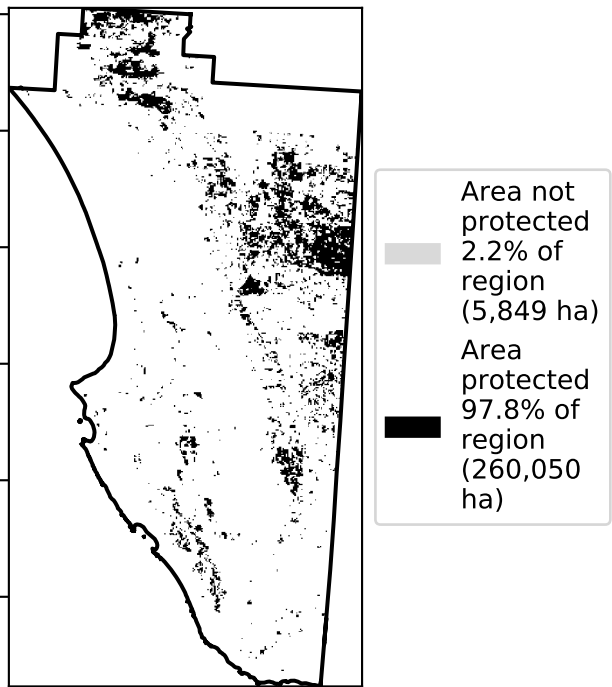 Area not
protected
2.2% of
region
(5,849 ha)
Area
protected
97.8% of
region
(260,050
ha)